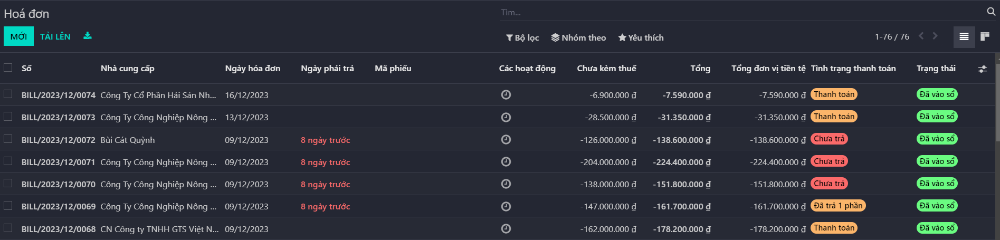 Hoá đơn
Tìm...
MỚI TẢI LÊN
Bộ lọc Nhóm theo Yêu thích 1-76 / 76
Số Nhà cung cấp Ngày hóa đơn Ngày phải trả Mã phiếu Các hoạt động Chưa kèm thuế Tổng Tổng đơn vị tiền tệ Tình trạng thanh toán Trạng thái
BILL/2023/12/0074 Công Ty Cổ Phần Hải Sản Nh... 16/12/2023 -6.900.000 ₫ -7.590.000 ₫ -7.590.000 ₫ Thanh toán Đã vào sổ
BILL/2023/12/0073 Công Ty Công Nghiệp Nông ... 13/12/2023 -28.500.000 ₫ -31.350.000 ₫ -31.350.000 ₫ Thanh toán Đã vào sổ
BILL/2023/12/0072 Bùi Cát Quỳnh 09/12/2023 8 ngày trước -126.000.000 ₫ -138.600.000 ₫ -138.600.000 ₫ Chưa trả Đã vào sổ
BILL/2023/12/0071 Công Ty Công Nghiệp Nông ... 09/12/2023 8 ngày trước -204.000.000 ₫ -224.400.000 ₫ -224.400.000 ₫ Chưa trả Đã vào sổ
BILL/2023/12/0070 Công Ty Công Nghiệp Nông ... 09/12/2023 8 ngày trước -138.000.000 ₫ -151.800.000 ₫ -151.800.000 ₫ Chưa trả Đã vào sổ
BILL/2023/12/0069 Công Ty Công Nghiệp Nông ... 09/12/2023 8 ngày trước -147.000.000 ₫ -161.700.000 ₫ -161.700.000 ₫ Đã trả 1 phần Đã vào sổ
BILL/2023/12/0068 CN Công ty TNHH GTS Việt N... 09/12/2023 -162.000.000 ₫ -178.200.000 ₫ -178.200.000 ₫ Thanh toán Đã vào sổ